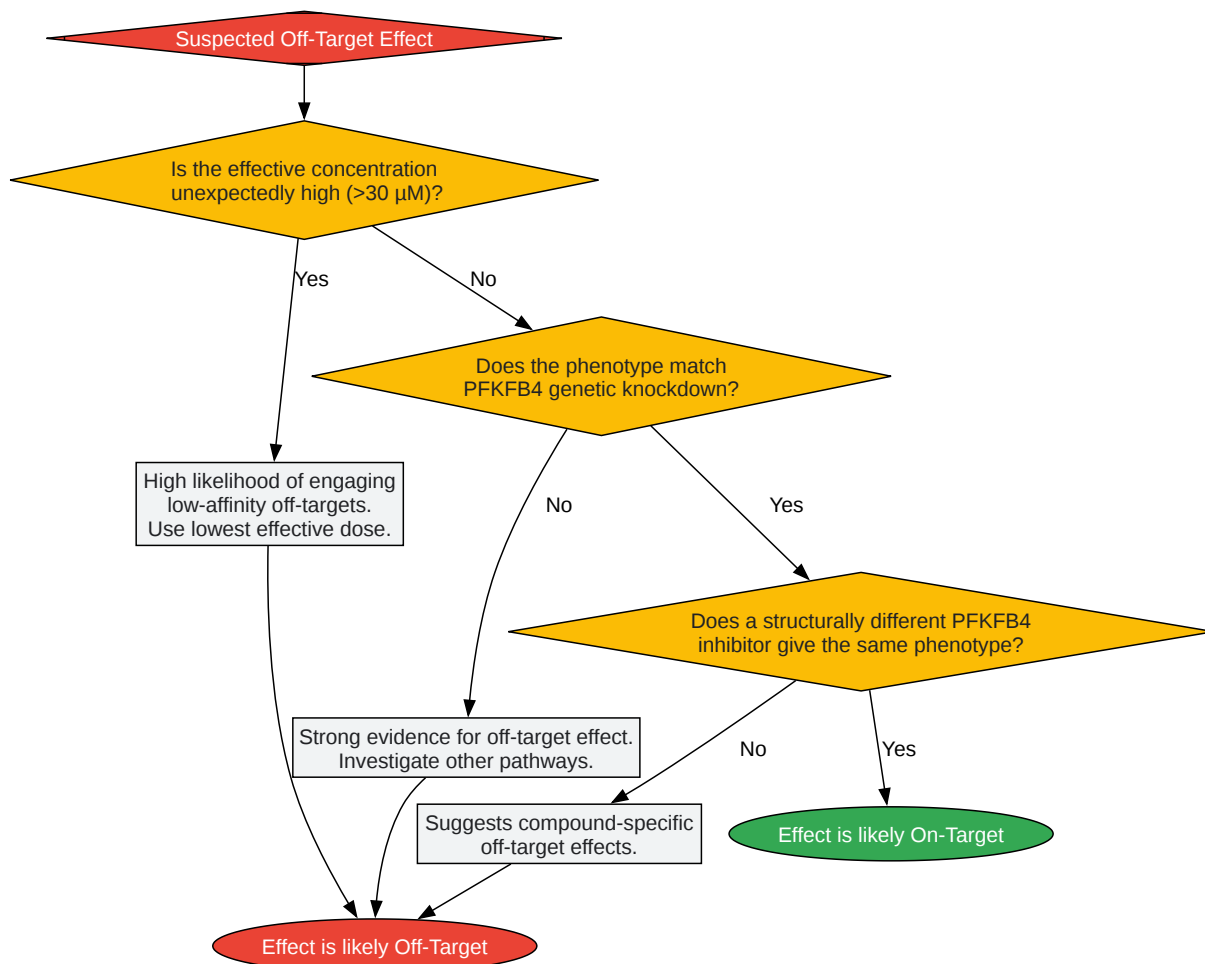 Suspected Off-Target Effect
Is the effective concentration
unexpectedly high (>30 µM)?
Yes
No
Does the phenotype match
PFKFB4 genetic knockdown?
High likelihood of engaging
low-affinity off-targets.
Use lowest effective dose.
No
Yes
Does a structurally different PFKFB4
inhibitor give the same phenotype?
Strong evidence for off-target effect.
Investigate other pathways.
No
Yes
Suggests compound-specific
off-target effects.
Effect is likely On-Target
Effect is likely Off-Target